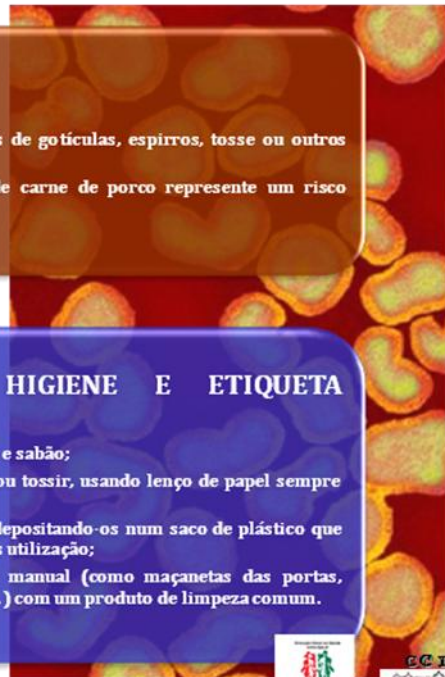 s de gotículas, espirros, tosse ou outros
e carne de porco represente um risco
HIGIENE E ETIQUETA
e sabão;
ou tossir, usando lenço de papel sempre
depositando-os num saco de plástico que
s utilização;
manual (como maçanetas das portas,
.) com um produto de limpeza comum.